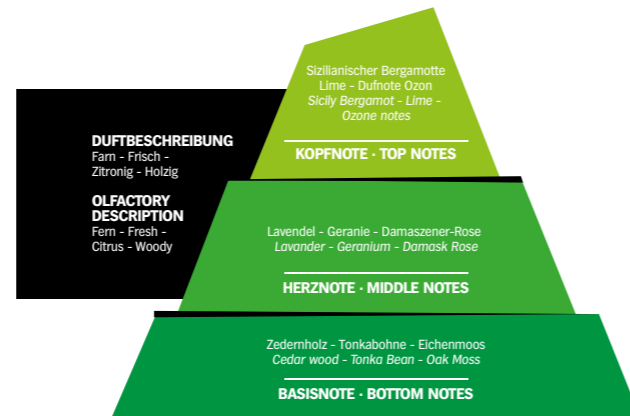 DUFTBESCHREIBUNG
Farn - Frisch -
Zitronig - Holzig
OLFACTORY
DESCRIPTION
Fern - Fresh -
Citrus - Woody
Sizilianischer Bergamotte
Lime - Dufnote Ozon
Sicily Bergamot - Lime -
Ozone notes
KOPFNOTE · TOP NOTES
Lavendel - Geranie - Damaszener-Rose
Lavander - Geranium - Damask Rose
HERZNOTE · MIDDLE NOTES
Zedernholz - Tonkabohne - Eichenmoos
Cedar wood - Tonka Bean - Oak Moss
BASISNOTE · BOTTOM NOTES